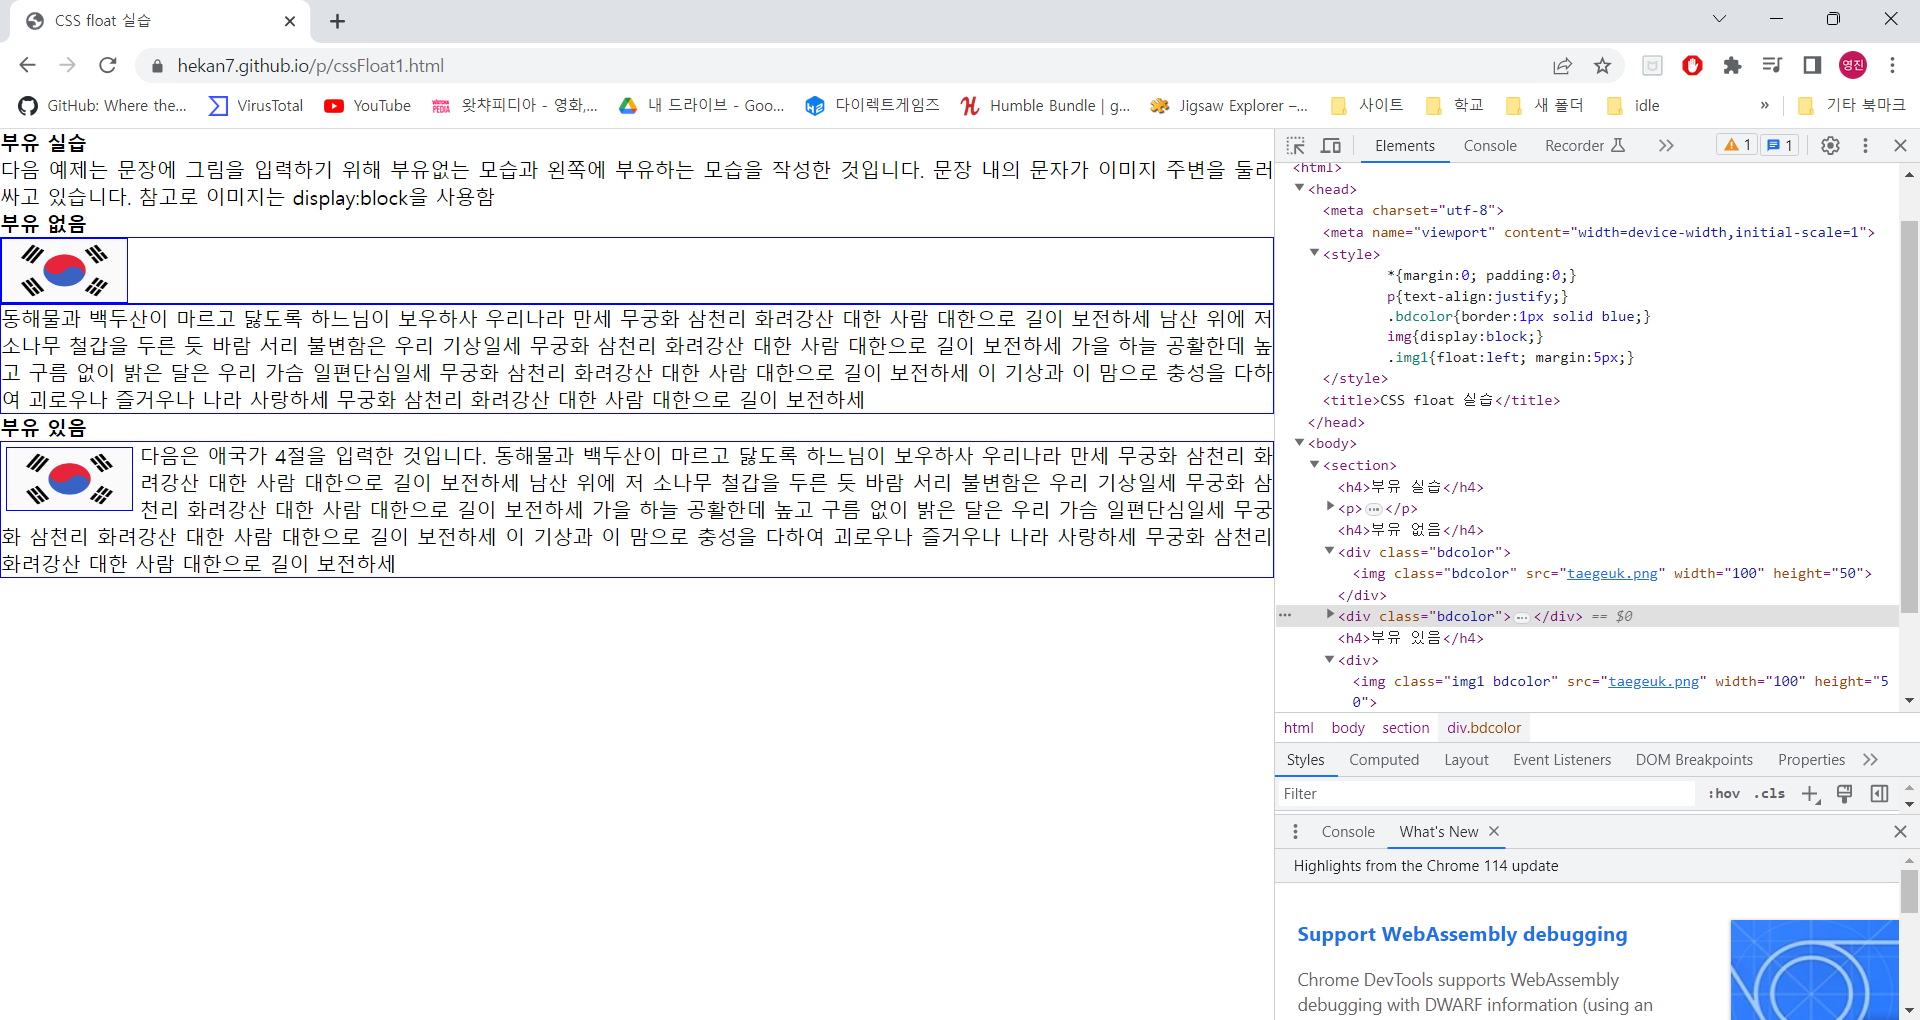 CSS float 실습
hekan7.github.io/p/cssFloat1.html
영진
GitHub: Where the...
VirusTotal
YouTube
WATCHA PEDIA
왓챠피디아 - 영화,...
내 드라이브 - Goo...
다이렉트게임즈
Humble Bundle | g...
Jigsaw Explorer –...
사이트
학교
새 폴더
idle
»
기타 북마크
부유 실습
다음 예제는 문장에 그림을 입력하기 위해 부유없는 모습과 왼쪽에 부유하는 모습을 작성한 것입니다. 문장 내의 문자가 이미지 주변을 둘러
싸고 있습니다. 참고로 이미지는 display:block을 사용함
부유 없음
동해물과 백두산이 마르고 닳도록 하느님이 보우하사 우리나라 만세 무궁화 삼천리 화려강산 대한 사람 대한으로 길이 보전하세 남산 위에 저
소나무 철갑을 두른 듯 바람 서리 불변함은 우리 기상일세 무궁화 삼천리 화려강산 대한 사람 대한으로 길이 보전하세 가을 하늘 공활한데 높
고 구름 없이 밝은 달은 우리 가슴 일편단심일세 무궁화 삼천리 화려강산 대한 사람 대한으로 길이 보전하세 이 기상과 이 맘으로 충성을 다하
여 괴로우나 즐거우나 나라 사랑하세 무궁화 삼천리 화려강산 대한 사람 대한으로 길이 보전하세
부유 있음
다음은 애국가 4절을 입력한 것입니다. 동해물과 백두산이 마르고 닳도록 하느님이 보우하사 우리나라 만세 무궁화 삼천리 화
려강산 대한 사람 대한으로 길이 보전하세 남산 위에 저 소나무 철갑을 두른 듯 바람 서리 불변함은 우리 기상일세 무궁화 삼
천리 화려강산 대한 사람 대한으로 길이 보전하세 가을 하늘 공활한데 높고 구름 없이 밝은 달은 우리 가슴 일편단심일세 무궁
화 삼천리 화려강산 대한 사람 대한으로 길이 보전하세 이 기상과 이 맘으로 충성을 다하여 괴로우나 즐거우나 나라 사랑하세 무궁화 삼천리
화려강산 대한 사람 대한으로 길이 보전하세
Elements
Console
Recorder
1
1
<html>
<head>
<meta charset="utf-8">
<meta name="viewport" content="width=device-width,initial-scale=1">
<style>
*{margin:0; padding:0;}
p{text-align:justify;}
.bdcolor{border:1px solid blue;}
img{display:block;}
.img1{float:left; margin:5px;}
</style>
<title>CSS float 실습</title>
</head>
<body>
<section>
<h4>부유 실습</h4>
<p>…</p>
<h4>부유 없음</h4>
<div class="bdcolor">
<img class="bdcolor" src="taegeuk.png" width="100" height="50">
</div>
<div class="bdcolor">…</div> == $0
<h4>부유 있음</h4>
<div>
<img class="img1 bdcolor" src="taegeuk.png" width="100" height="5
0">
html body section div.bdcolor
Styles Computed Layout Event Listeners DOM Breakpoints Properties
Filter
:hov .cls
Console
What's New
Highlights from the Chrome 114 update
Support WebAssembly debugging
Chrome DevTools supports WebAssembly
debugging with DWARF information (using an